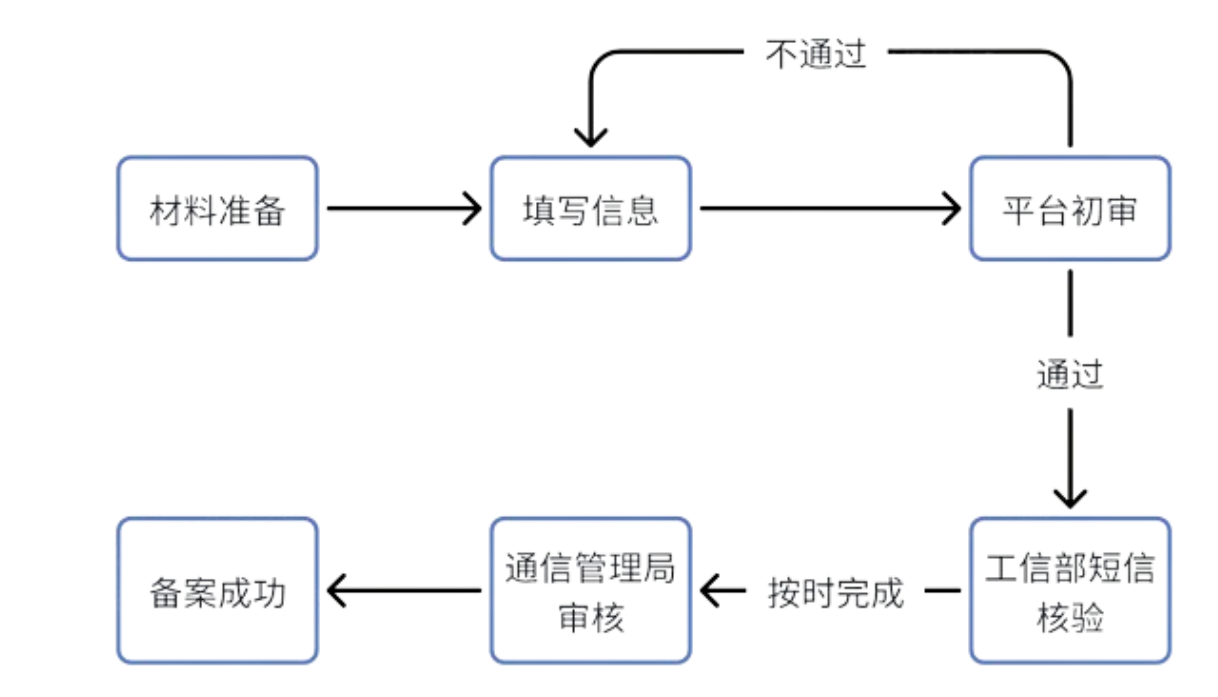 不通过
材料准备
填写信息
平台初审
通过
备案成功
通信管理局
审核
按时完成
工信部短信
核验